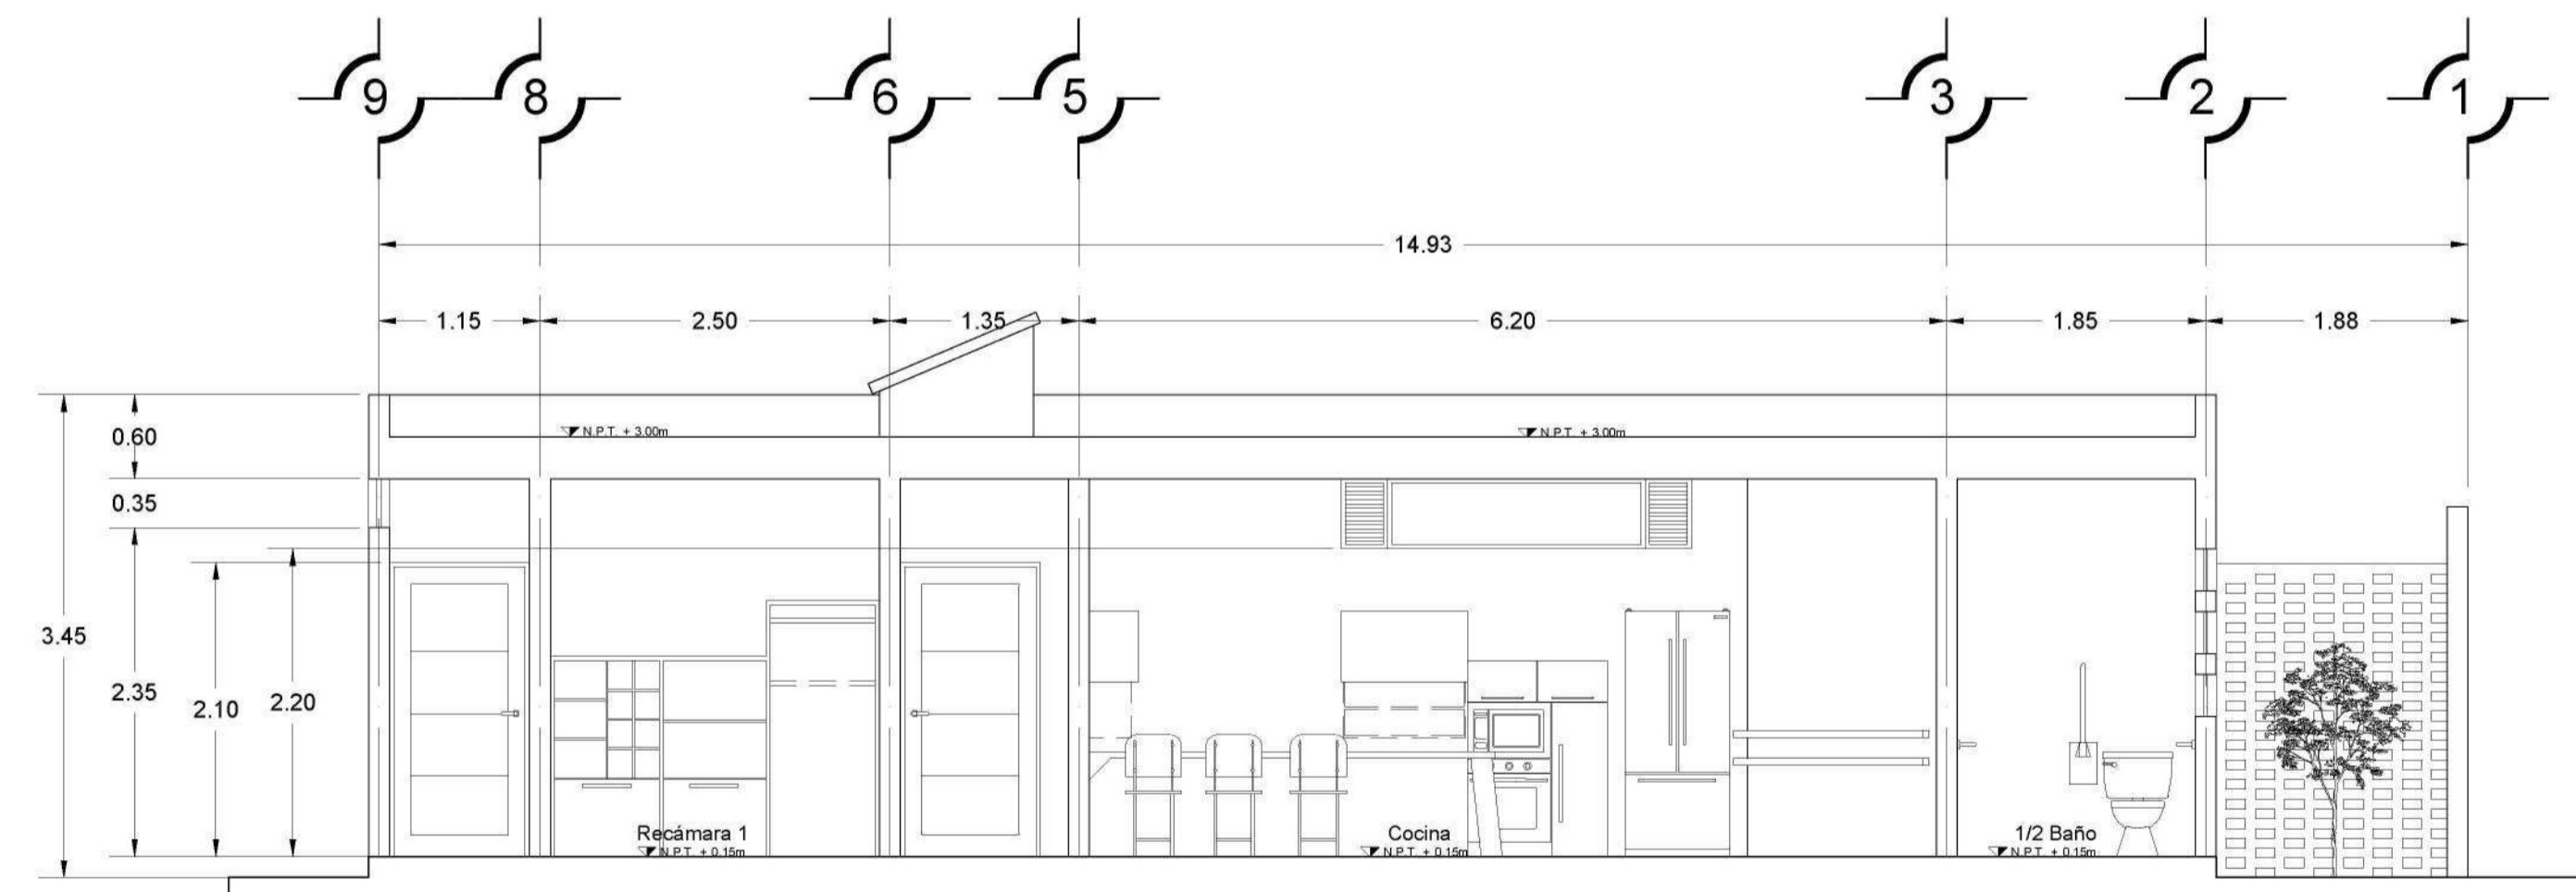 9 8 6 5 3 2 1
14.93
1.15 2.50 1.35 6.20 1.85 1.88
0.60
N.P.T. + 3.00m N.P.T. + 3.00m
0.35
3.45
2.35
2.10
2.20
Recámara 1 Cocina 1/2 Baño
N.P.T. + 0.15m N.P.T. + 0.15m N.P.T. + 0.15m